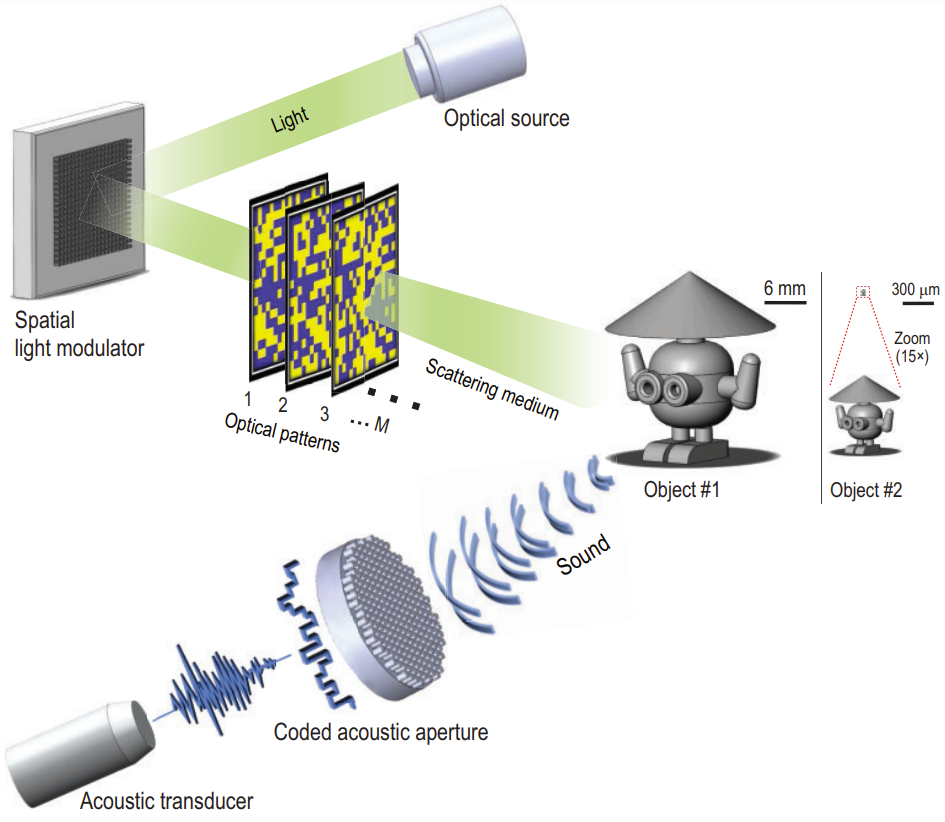 Light
Optical source
Spatial
light modulator
1 2 3 ... M
Optical patterns
Scattering medium
6 mm
300 μm
Zoom
(15×)
Object #1
Object #2
Sound
Coded acoustic aperture
Acoustic transducer